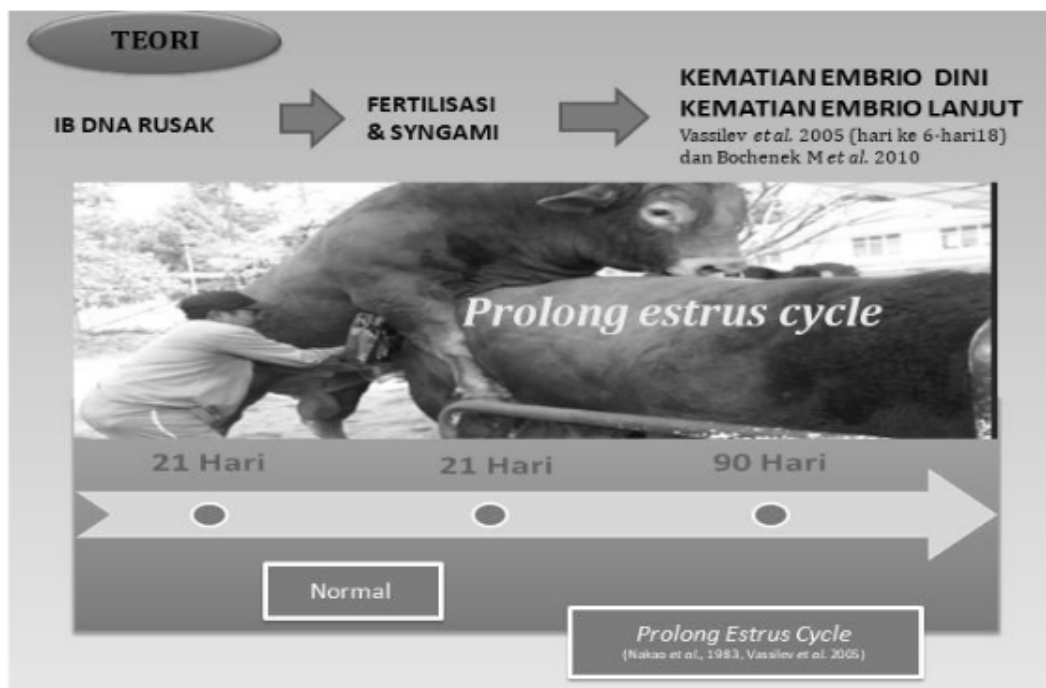 TEORI
IB DNA RUSAK
FERTILISASI
& SYNGAMI
KEMATIAN EMBRIO DINI
KEMATIAN EMBRIO LANJUT
Vassilev et al. 2005 (hari ke 6-hari18)
dan Bochenek M et al. 2010
Prolong estrus cycle
21 Hari
21 Hari
90 Hari
Normal
Prolong Estrus Cycle
(Nakao et al., 1983, Vassilev et al. 2005)